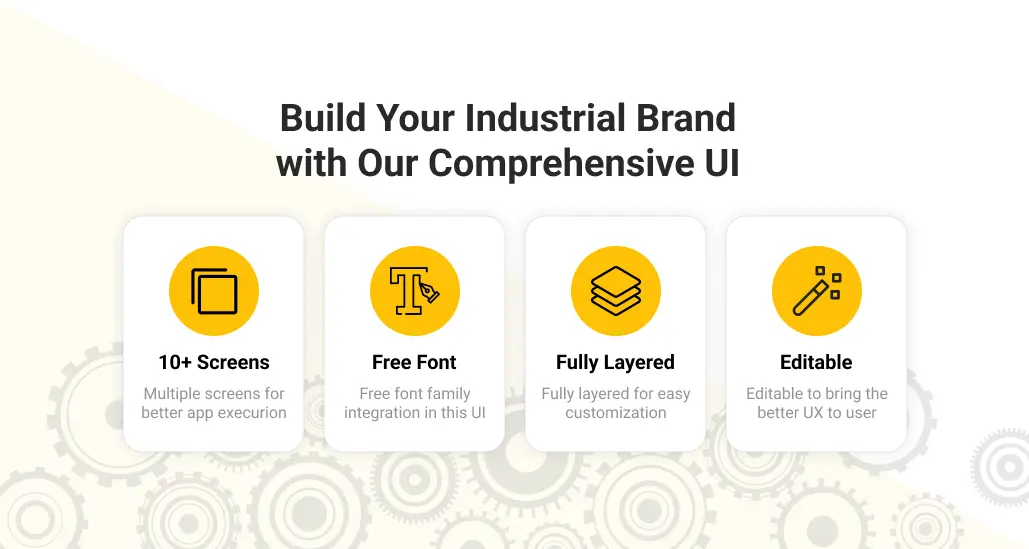 Build Your Industrial Brand
with Our Comprehensive UI
10+ Screens
Multiple screens for
better app execurion
Free Font
Free font family
integration in this UI
Fully Layered
Fully layered for easy
customization
Editable
Editable to bring the
better UX to user